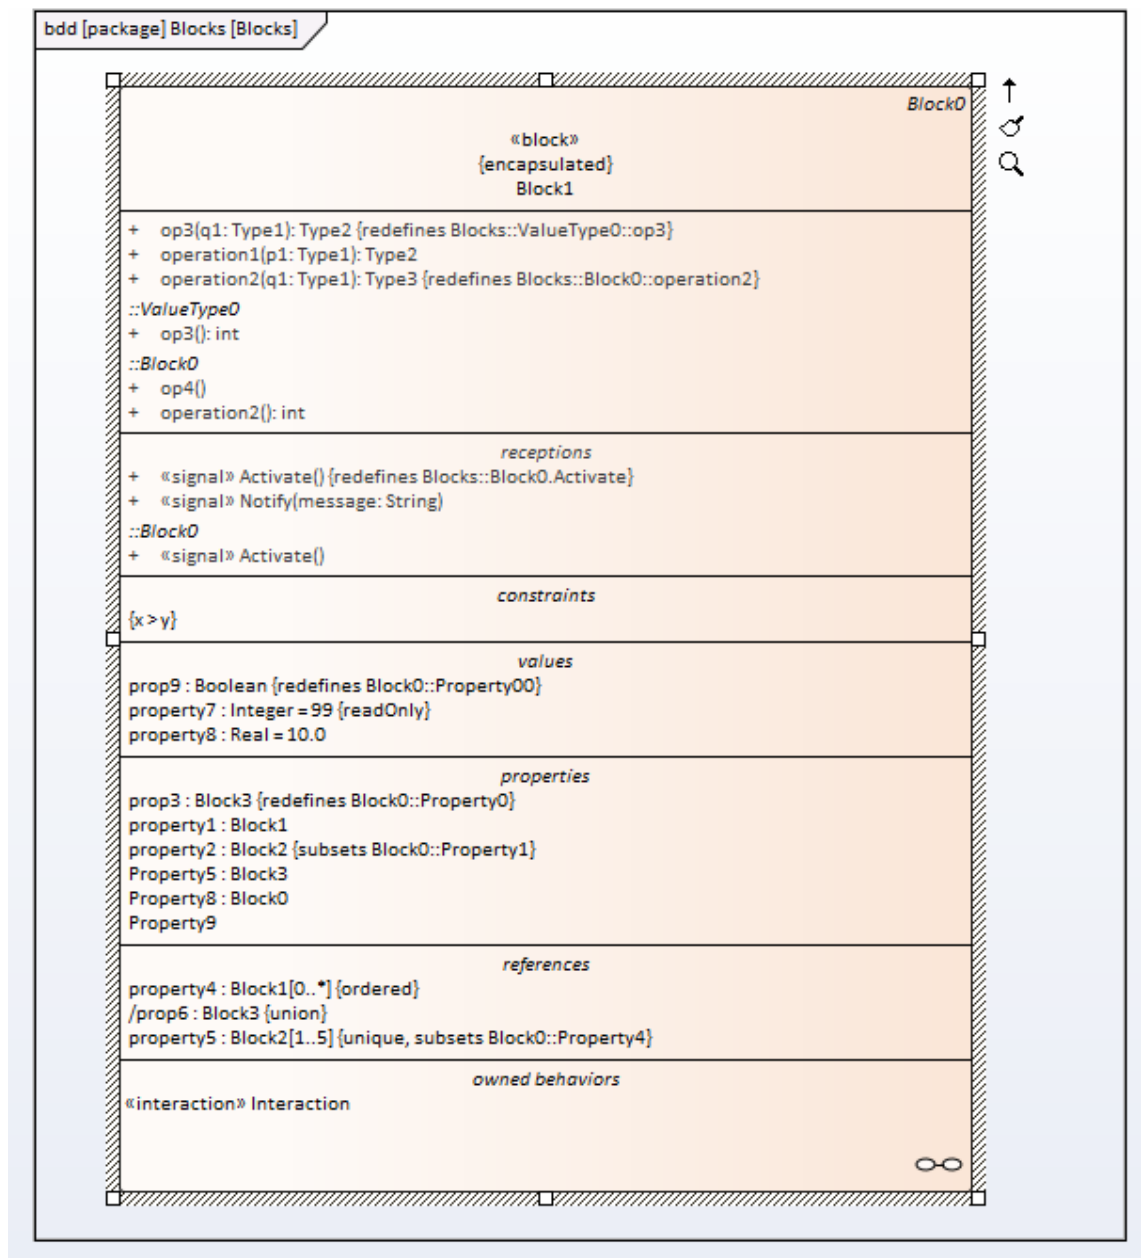 bdd [package] Blocks [Blocks]
Block0
«block»
{encapsulated}
Block1
+ op3(q1: Type1): Type2 {redefines Blocks::ValueType0::op3}
+ operation1(p1: Type1): Type2
+ operation2(q1: Type1): Type3 {redefines Blocks::Block0::operation2}
::ValueType0
+ op3(): int
::Block0
+ op4()
+ operation2(): int
receptions
+ «signal» Activate() {redefines Blocks::Block0.Activate}
+ «signal» Notify(message: String)
::Block0
+ «signal» Activate()
constraints
{x > y}
values
prop9 : Boolean {redefines Block0::Property00}
property7 : Integer = 99 {readOnly}
property8 : Real = 10.0
properties
prop3 : Block3 {redefines Block0::Property0}
property1 : Block1
property2 : Block2 {subsets Block0::Property1}
Property5 : Block3
Property8 : Block0
Property9
references
property4 : Block1[0..*] {ordered}
/prop6 : Block3 {union}
property5 : Block2[1..5] {unique, subsets Block0::Property4}
owned behaviors
«interaction» Interaction